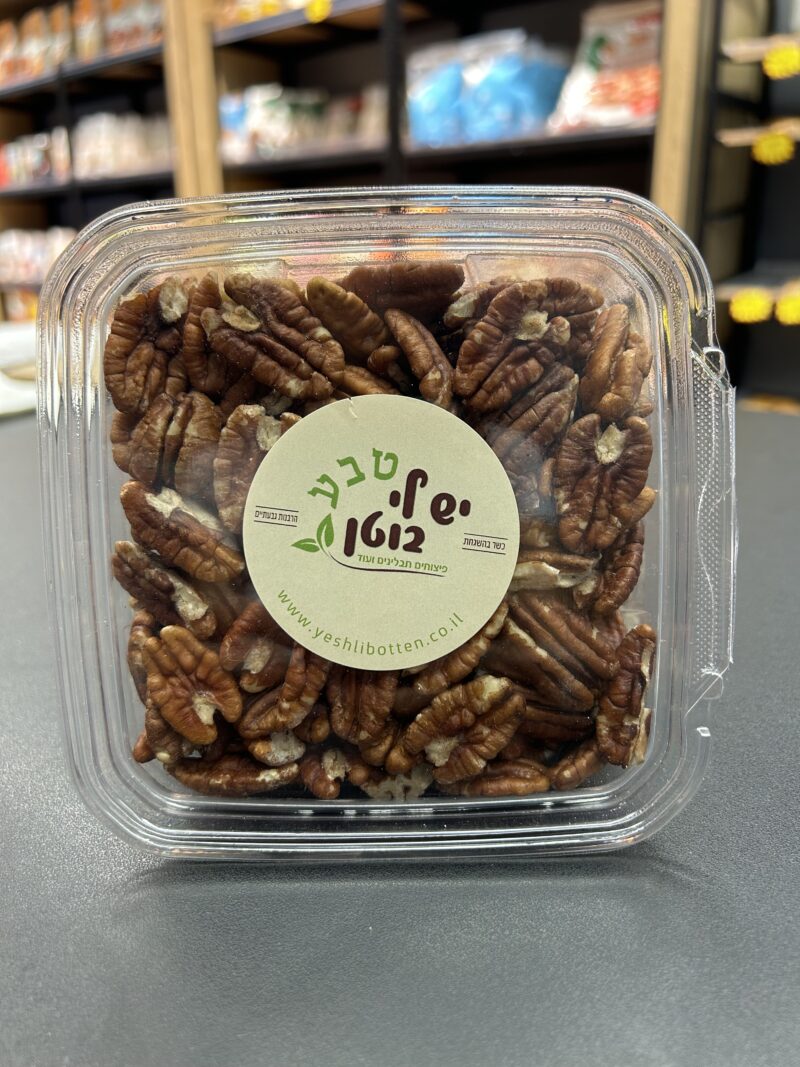 טבע
יש לי
בוטן
פיצוחים תבלינים ועוד
כשר בהשגחת
הרבנות גבעתיים
www.yeshlibotten.co.il